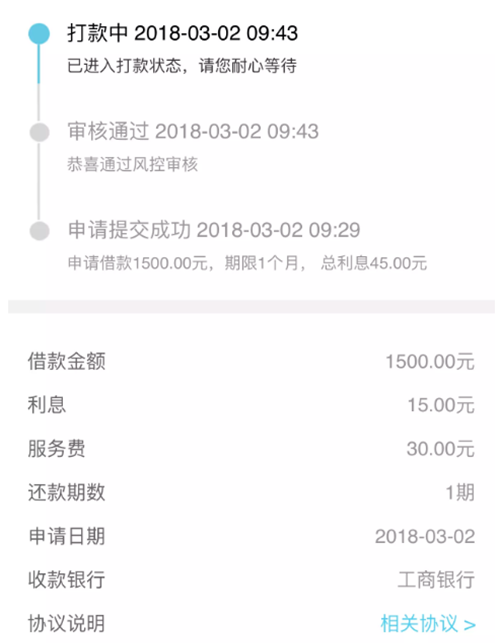 打款中 2018-03-02 09:43
已进入打款状态，请您耐心等待
审核通过 2018-03-02 09:43
恭喜通过风控审核
申请提交成功 2018-03-02 09:29
申请借款1500.00元，期限1个月， 总利息45.00元
借款金额 1500.00元
利息 15.00元
服务费 30.00元
还款期数 1期
申请日期 2018-03-02
收款银行 工商银行
协议说明 相关协议 >